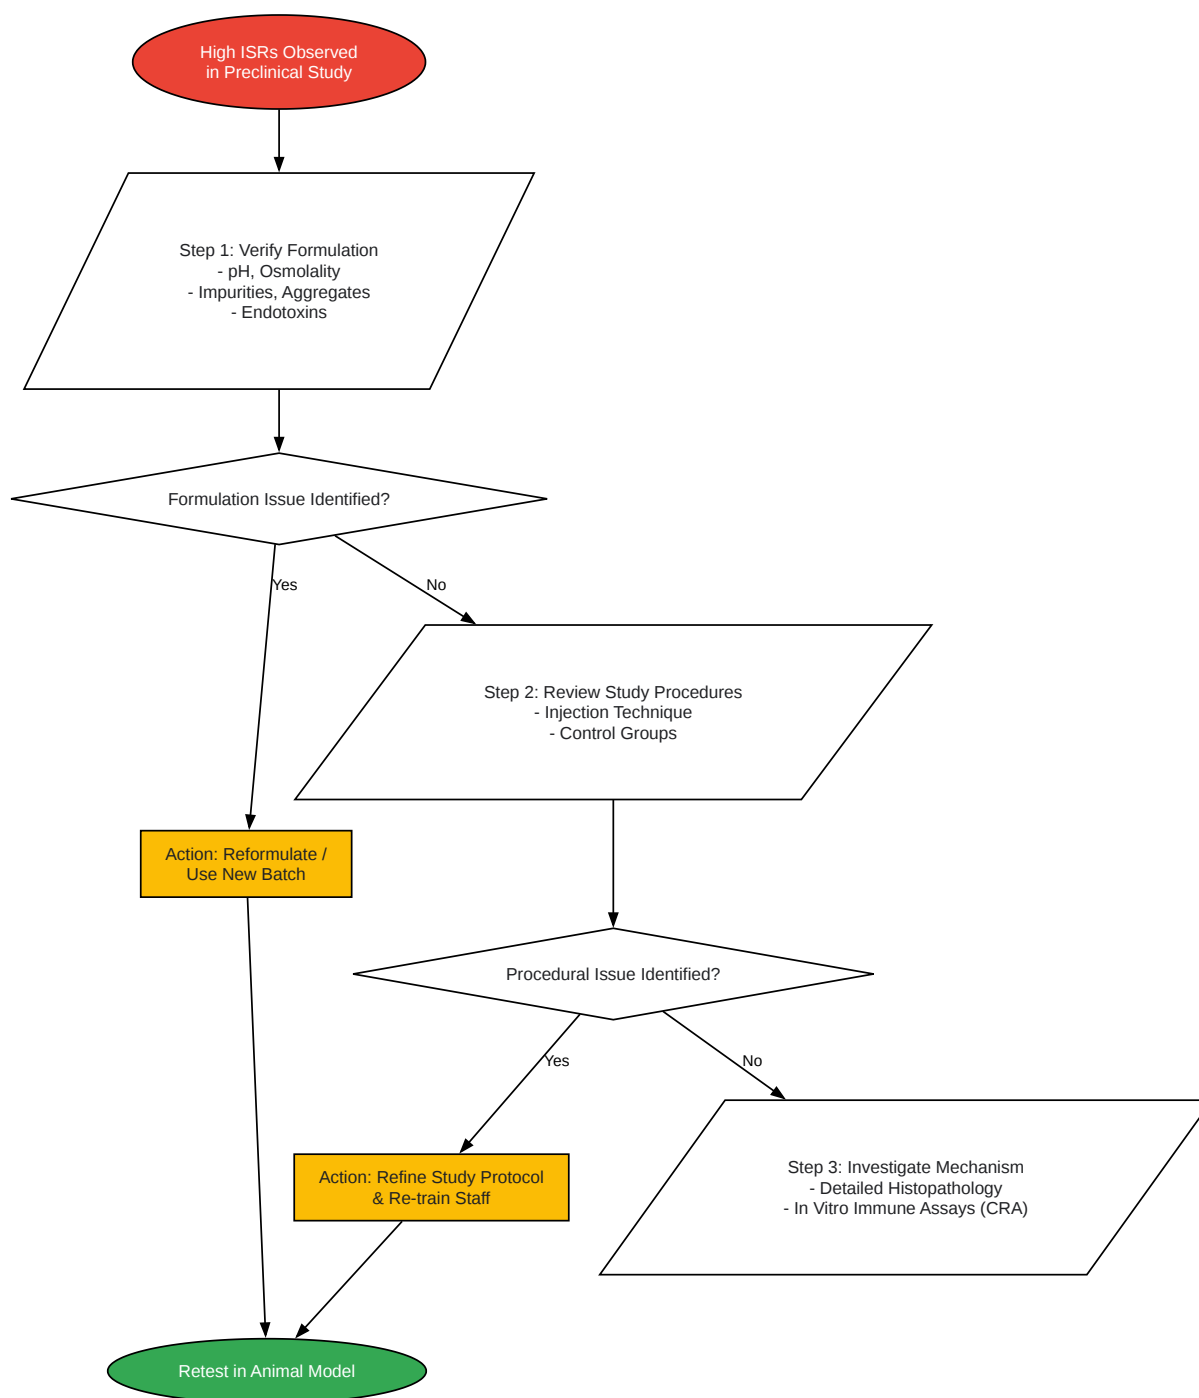 High ISRs Observed
in Preclinical Study
Step 1: Verify Formulation
- pH, Osmolality
- Impurities, Aggregates
- Endotoxins
Formulation Issue Identified?
Yes
No
Step 2: Review Study Procedures
- Injection Technique
- Control Groups
Action: Reformulate /
Use New Batch
Procedural Issue Identified?
Yes
No
Action: Refine Study Protocol
& Re-train Staff
Step 3: Investigate Mechanism
- Detailed Histopathology
- In Vitro Immune Assays (CRA)
Retest in Animal Model